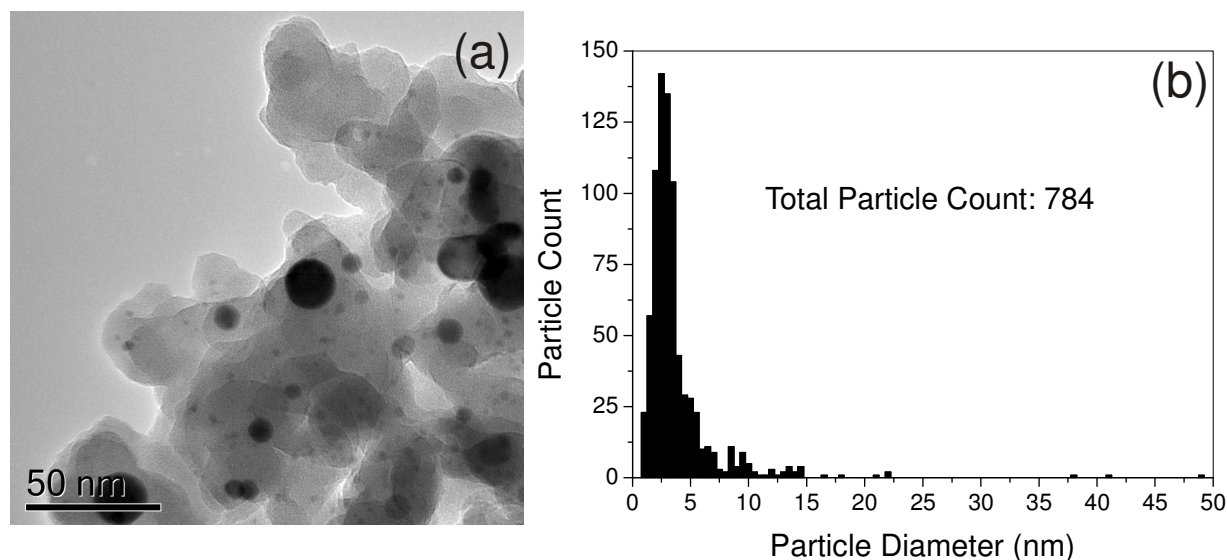 (a)
50 nm
(b)
150
125
100
75
50
25
0
Particle Count
Total Particle Count: 784
0 5 10 15 20 25 30 35 40 45 50
Particle Diameter (nm)